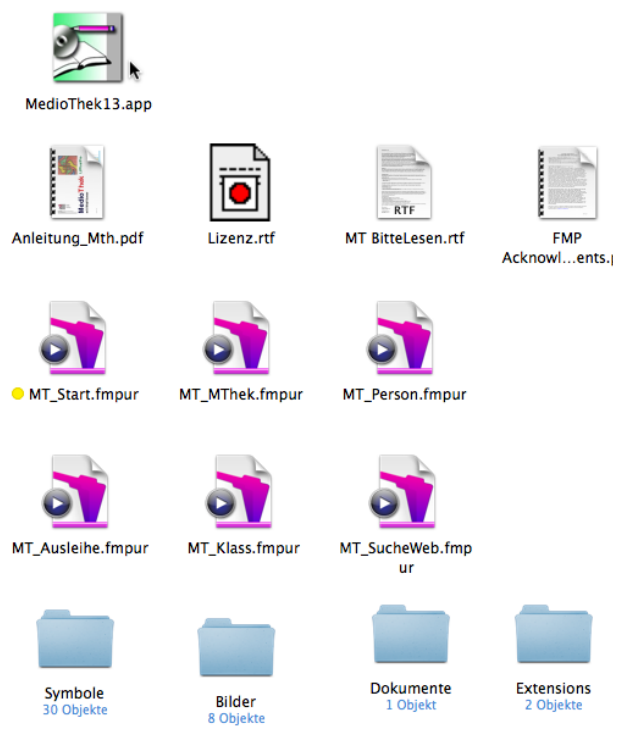 MedioThek13.app
Anleitung_Mth.pdf
Lizenz.rtf
RTF
MT BitteLesen.rtf
FMP
Acknowl...ents.p
MT_Start.fmpur
MT_MThek.fmpur
MT_Person.fmpur
MT_Ausleihe.fmpur
MT_Klass.fmpur
MT_SucheWeb.fmp
ur
Symbole
30 Objekte
Bilder
8 Objekte
Dokumente
1 Objekt
Extensions
2 Objekte